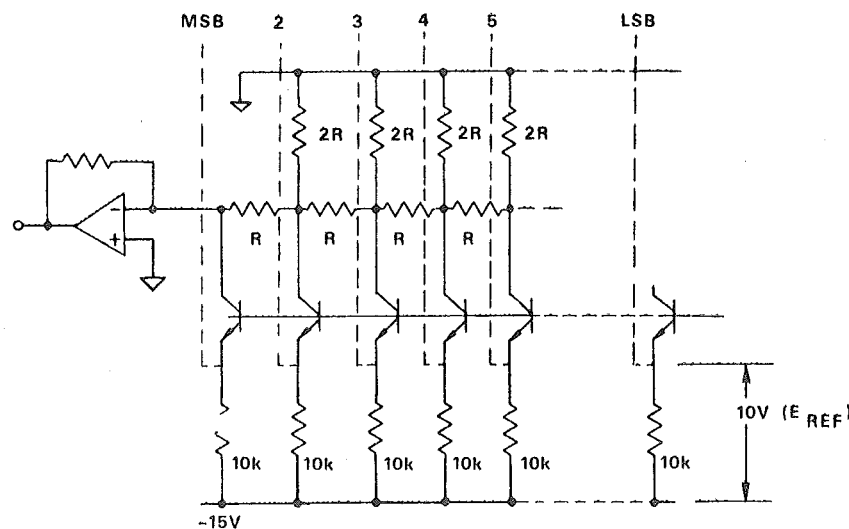 MSB 2 3 4 5 LSB
2R 2R 2R 2R
− +
R R R R
10V (E REF)
10k 10k 10k 10k 10k 10k
-15V